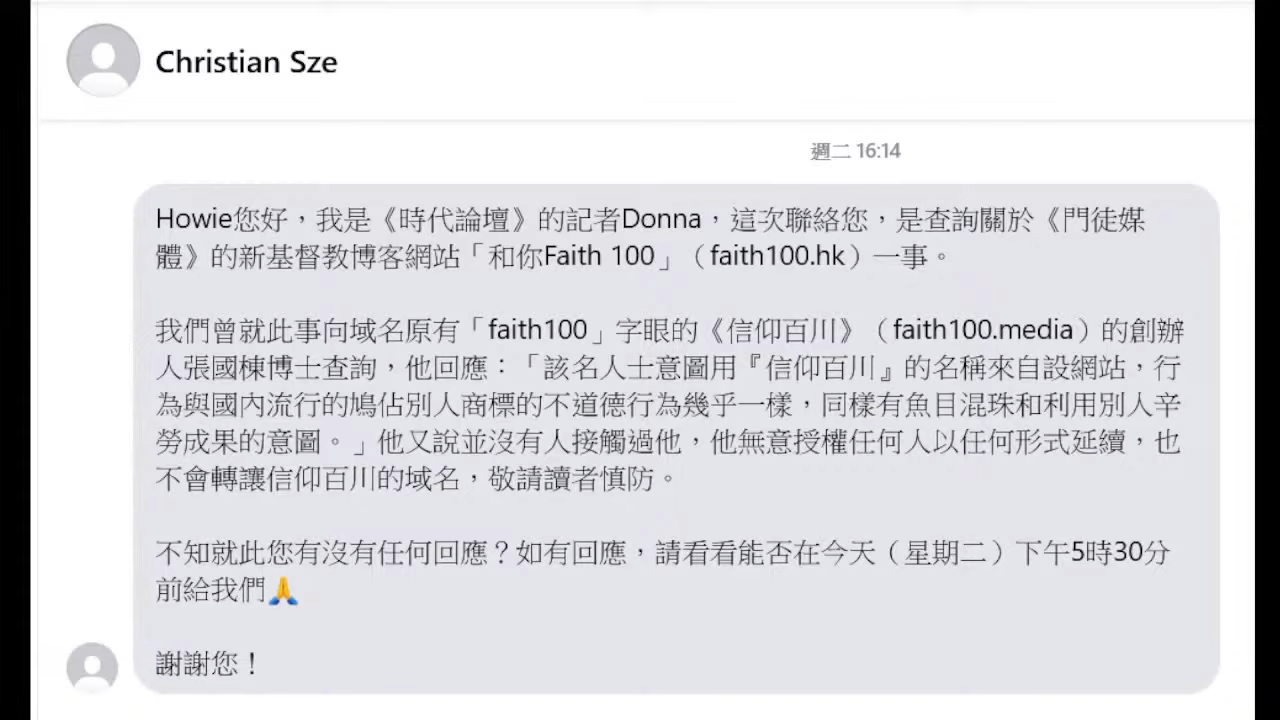 Christian Sze
週二 16:14
Howie您好，我是《時代論壇》的記者Donna，這次聯絡您，是查詢關於《門徒媒
體》的新基督教博客網站「和你Faith 100」（faith100.hk）一事。
我們曾就此事向域名原有「faith100」字眼的《信仰百川》（faith100.media）的創辦
人張國棟博士查詢，他回應：「該名人士意圖用『信仰百川』的名稱來自設網站，行
為與國內流行的鳩佔別人商標的不道德行為幾乎一樣，同樣有魚目混珠和利用別人辛
勞成果的意圖。」他又說並沒有人接觸過他，他無意授權任何人以任何形式延續，也
不會轉讓信仰百川的域名，敬請讀者慎防。
不知就此您有沒有任何回應？如有回應，請看看能否在今天（星期二）下午5時30分
前給我們🙏
謝謝您！